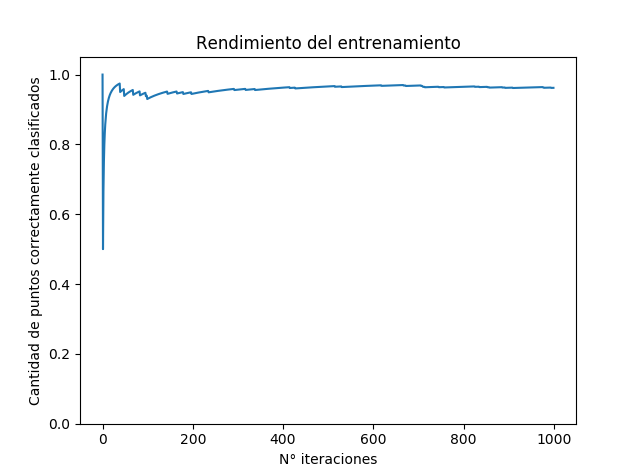 Rendimiento del entrenamiento
Cantidad de puntos correctamente clasificados
1.0
0.8
0.6
0.4
0.2
0.0
0 200 400 600 800 1000
N° iteraciones